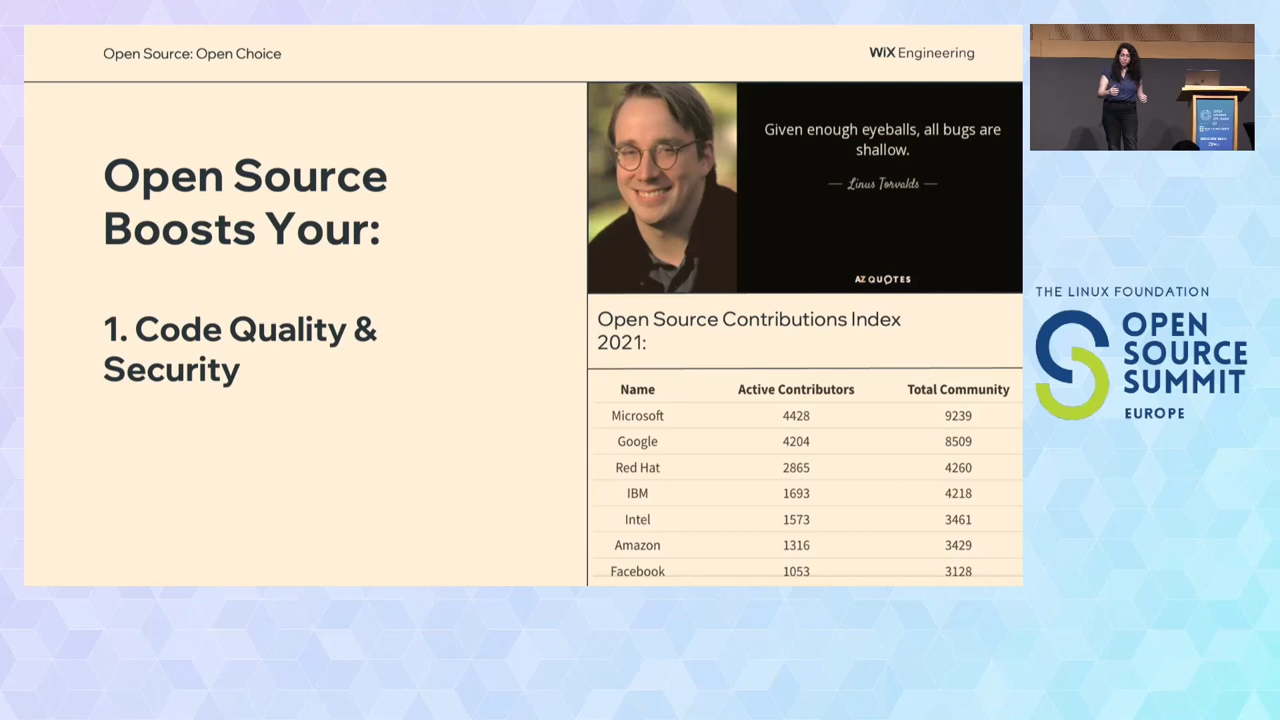 Open Source: Open Choice
WiX Engineering
Open Source
Boosts Your:
1. Code Quality &
Security
Given enough eyeballs, all bugs are
shallow.
— Linus Torvalds —
AZ QUOTES
Open Source Contributions Index
2021:
Name Active Contributors Total Community
Microsoft 4428 9239
Google 4204 8509
Red Hat 2865 4260
IBM 1693 4218
Intel 1573 3461
Amazon 1316 3429
Facebook 1053 3128
THE LINUX FOUNDATION
OPEN
SOURCE
SUMMIT
EUROPE